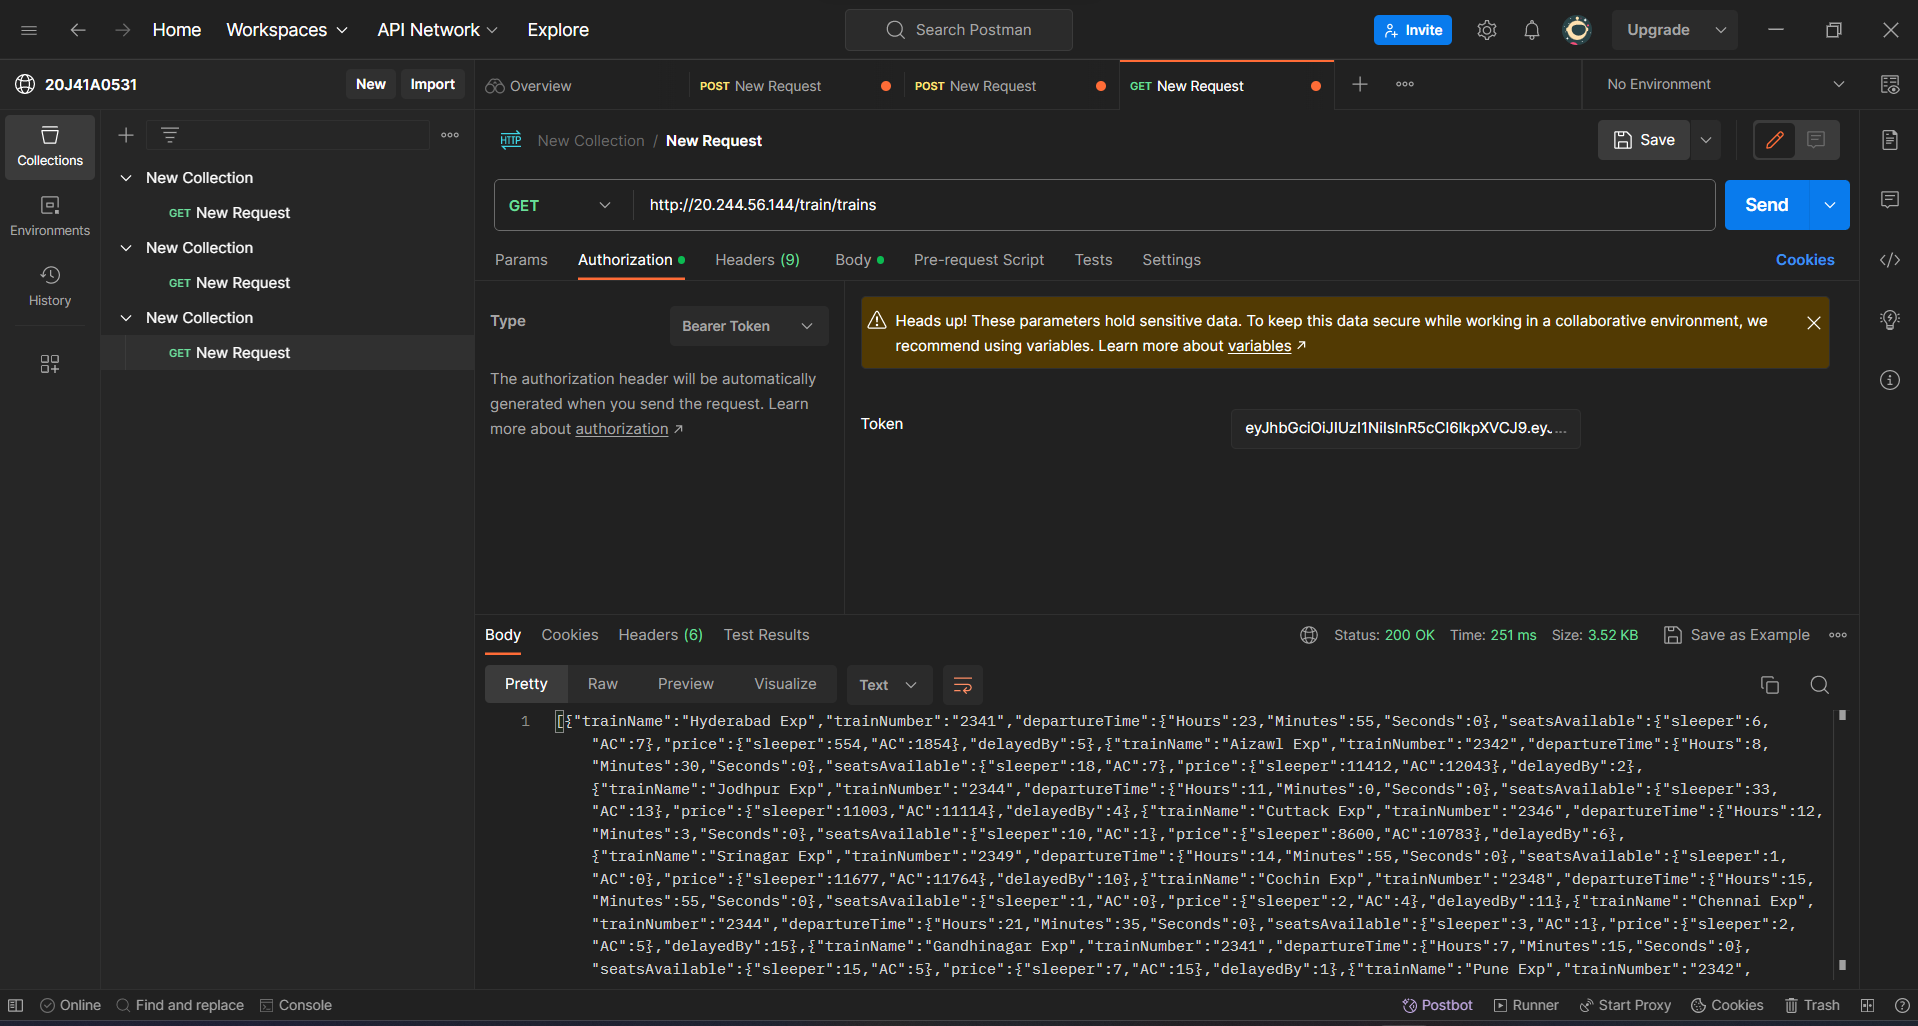 Home Workspaces API Network Explore Search Postman Invite Upgrade
20J41A0531 New Import Overview POST New Request POST New Request GET New Request No Environment
Collections
Environments
History
New Collection
GET New Request
New Collection
GET New Request
New Collection
GET New Request
HTTP New Collection / New Request Save
GET http://20.244.56.144/train/trains Send
Params Authorization Headers (9) Body Pre-request Script Tests Settings Cookies
Type Bearer Token
The authorization header will be automatically
generated when you send the request. Learn
more about authorization ↗
Heads up! These parameters hold sensitive data. To keep this data secure while working in a collaborative environment, we
recommend using variables. Learn more about variables ↗
Token eyJhbGciOiJIUzI1NiIsInR5cCI6IkpXVCJ9.eyJ...
Body Cookies Headers (6) Test Results Status: 200 OK Time: 251 ms Size: 3.52 KB Save as Example
Pretty Raw Preview Visualize Text
1 [{"trainName":"Hyderabad Exp","trainNumber":"2341","departureTime":{"Hours":23,"Minutes":55,"Seconds":0},"seatsAvailable":{"sleeper":6,
"AC":7},"price":{"sleeper":554,"AC":1854},"delayedBy":5},{"trainName":"Aizawl Exp","trainNumber":"2342","departureTime":{"Hours":8,
"Minutes":30,"Seconds":0},"seatsAvailable":{"sleeper":18,"AC":7},"price":{"sleeper":11412,"AC":12043},"delayedBy":2},
{"trainName":"Jodhpur Exp","trainNumber":"2344","departureTime":{"Hours":11,"Minutes":0,"Seconds":0},"seatsAvailable":{"sleeper":33,
"AC":13},"price":{"sleeper":11003,"AC":11114},"delayedBy":4},{"trainName":"Cuttack Exp","trainNumber":"2346","departureTime":{"Hours":12,
"Minutes":3,"Seconds":0},"seatsAvailable":{"sleeper":10,"AC":1},"price":{"sleeper":8600,"AC":10783},"delayedBy":6},
{"trainName":"Srinagar Exp","trainNumber":"2349","departureTime":{"Hours":14,"Minutes":55,"Seconds":0},"seatsAvailable":{"sleeper":1,
"AC":0},"price":{"sleeper":11677,"AC":11764},"delayedBy":10},{"trainName":"Cochin Exp","trainNumber":"2348","departureTime":{"Hours":15,
"Minutes":55,"Seconds":0},"seatsAvailable":{"sleeper":1,"AC":0},"price":{"sleeper":2,"AC":4},"delayedBy":11},{"trainName":"Chennai Exp",
"trainNumber":"2344","departureTime":{"Hours":21,"Minutes":35,"Seconds":0},"seatsAvailable":{"sleeper":3,"AC":1},"price":{"sleeper":2,
"AC":5},"delayedBy":15},{"trainName":"Gandhinagar Exp","trainNumber":"2341","departureTime":{"Hours":7,"Minutes":15,"Seconds":0},
"seatsAvailable":{"sleeper":15,"AC":5},"price":{"sleeper":7,"AC":15},"delayedBy":1},{"trainName":"Pune Exp","trainNumber":"2342",
Online Find and replace Console Postbot Runner Start Proxy Cookies Trash